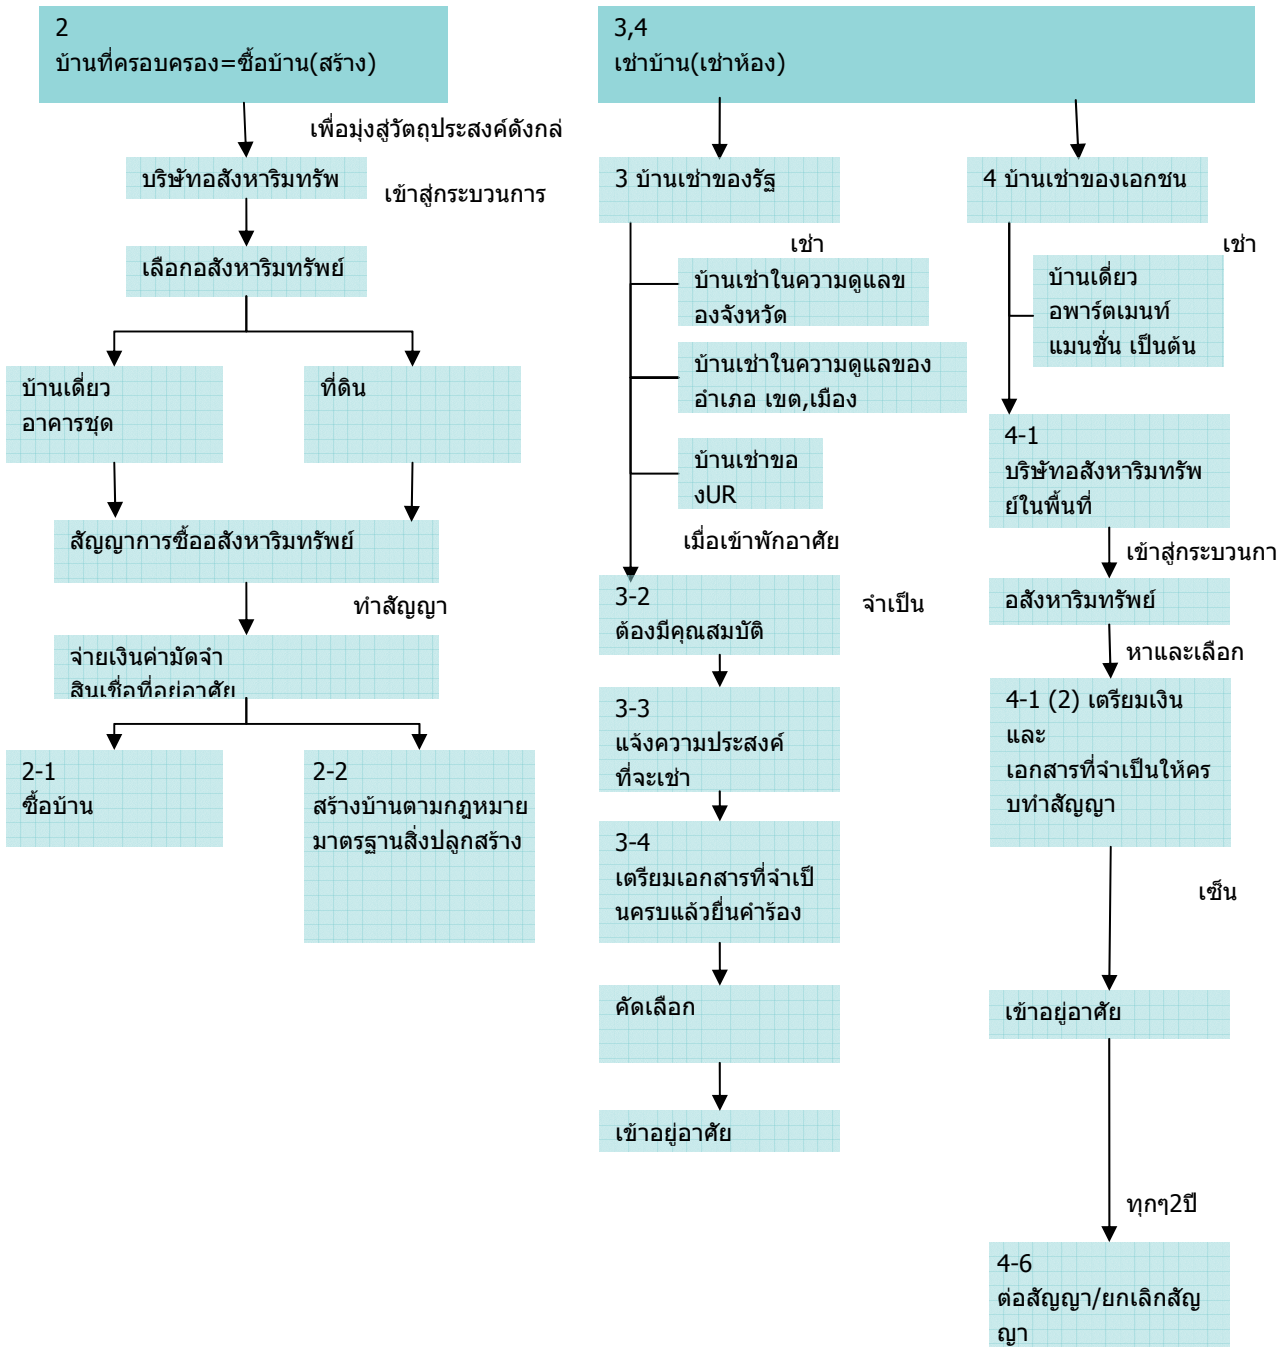 2
บ้านที่ครอบครอง=ซื้อบ้าน(สร้าง)
เพื่อมุ่งสู่วัตถุประสงค์ดังกล่
บริษัทอสังหาริมทรัพ
เข้าสู่กระบวนการ
เลือกอสังหาริมทรัพย์
บ้านเดี่ยว
อาคารชุด
ที่ดิน
สัญญาการซื้ออสังหาริมทรัพย์
ทำสัญญา
จ่ายเงินค่ามัดจำ
สินเชื่อที่อยู่อาศัย
2-1
ซื้อบ้าน
2-2
สร้างบ้านตามกฎหมาย
มาตรฐานสิ่งปลูกสร้าง
3,4
เช่าบ้าน(เช่าห้อง)
3 บ้านเช่าของรัฐ
เช่า
บ้านเช่าในความดูแลข
องจังหวัด
บ้านเช่าในความดูแลของ
อำเภอ เขต,เมือง
บ้านเช่าขอ
งUR
เมื่อเข้าพักอาศัย
3-2
ต้องมีคุณสมบัติ
จำเป็น
3-3
แจ้งความประสงค์
ที่จะเช่า
3-4
เตรียมเอกสารที่จำเป็
นครบแล้วยื่นคำร้อง
คัดเลือก
เข้าอยู่อาศัย
4 บ้านเช่าของเอกชน
เช่า
บ้านเดี่ยว
อพาร์ตเมนท์
แมนชั่น เป็นต้น
4-1
บริษัทอสังหาริมทรัพ
ย์ในพื้นที่
เข้าสู่กระบวนกา
อสังหาริมทรัพย์
หาและเลือก
4-1 (2) เตรียมเงิน
และ
เอกสารที่จำเป็นให้คร
บทำสัญญา
เซ็น
เข้าอยู่อาศัย
ทุกๆ2ปี
4-6
ต่อสัญญา/ยกเลิกสัญ
ญา